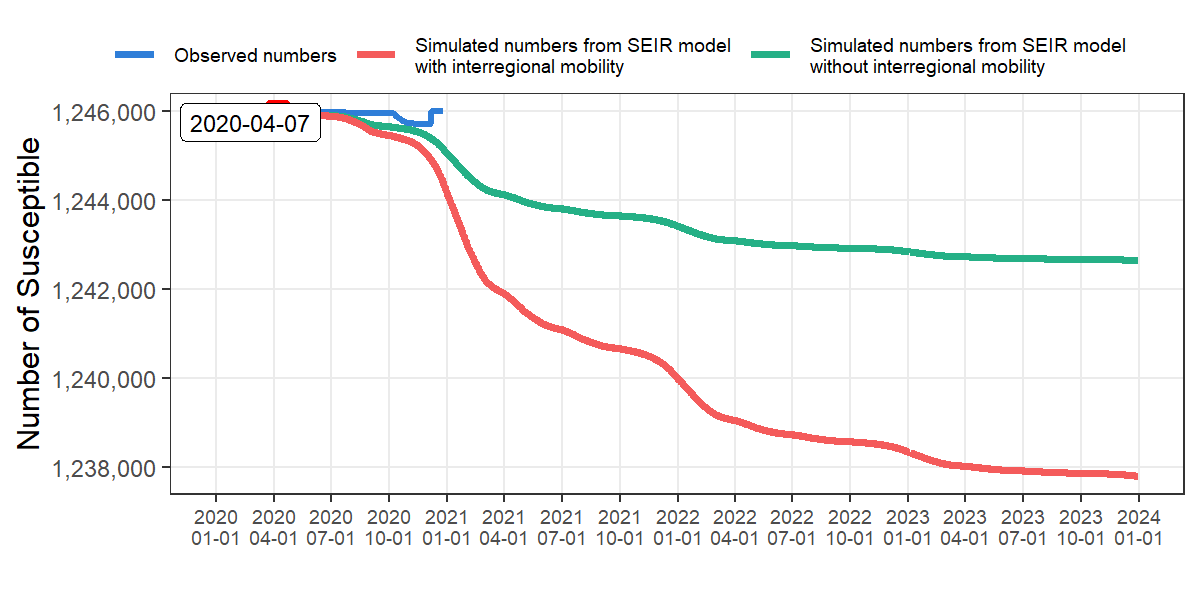 Observed numbers
Simulated numbers from SEIR model
with interregional mobility
Simulated numbers from SEIR model
without interregional mobility
Number of Susceptible
1,246,000
1,244,000
1,242,000
1,240,000
1,238,000
2020-04-07
2020 2020 2020 2020 2021 2021 2021 2021 2022 2022 2022 2022 2023 2023 2023 2023 2024
01-01 04-01 07-01 10-01 01-01 04-01 07-01 10-01 01-01 04-01 07-01 10-01 01-01 04-01 07-01 10-01 01-01